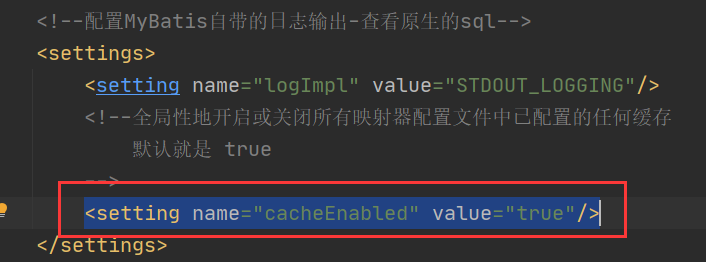 <!--配置MyBatis自带的日志输出-查看原生的sql-->
<settings>
<setting name="logImpl" value="STDOUT_LOGGING"/>
<!--全局性地开启或关闭所有映射器配置文件中已配置的任何缓存
默认就是 true
-->
<setting name="cacheEnabled" value="true"/>
</settings>